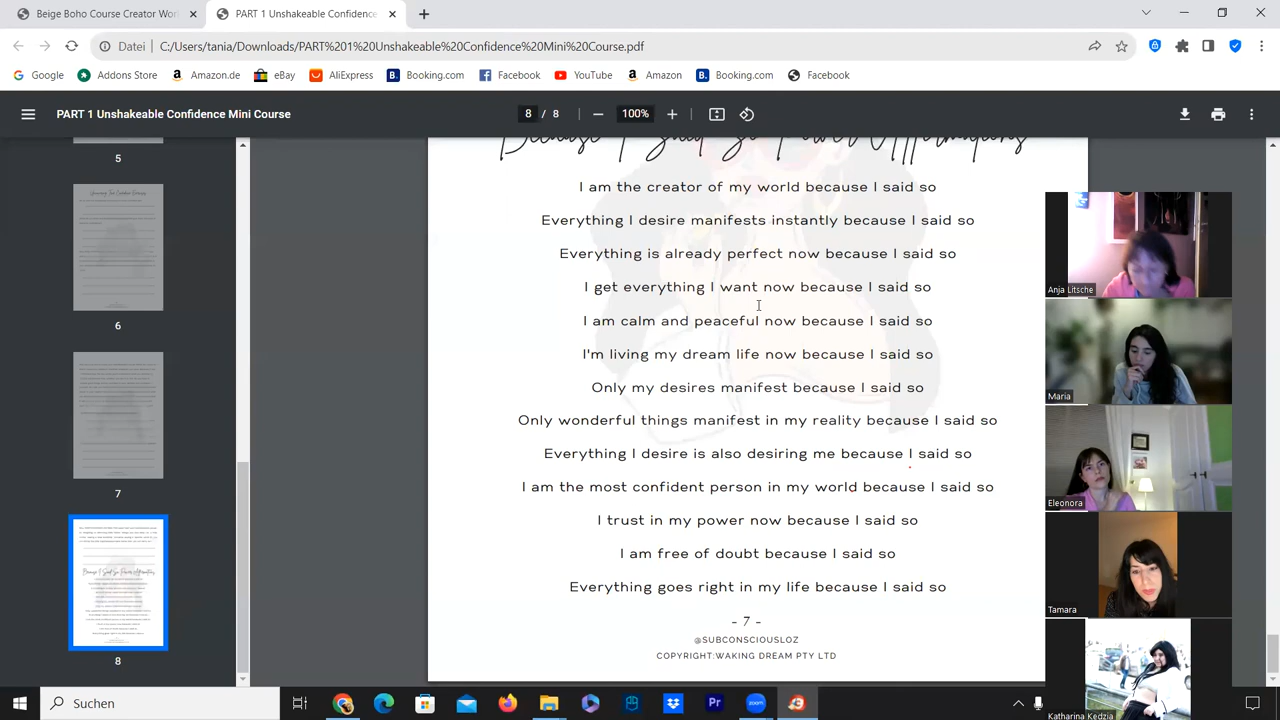 Beige Boho Course Creator Wor
PART 1 Unshakeable Confidence
Datei
C:/Users/tania/Downloads/PART%201%20Unshakeable%20Confidence%20Mini%20Course.pdf
Google
Addons Store
Amazon.de
eBay
AliExpress
Booking.com
Facebook
YouTube
Amazon
Booking.com
Facebook
PART 1 Unshakeable Confidence Mini Course
8 / 8
100%
5
6
7
8
Because I Said So Power Affirmations
I am the creator of my world because I said so
Everything I desire manifests instantly because I said so
Everything is already perfect now because I said so
I get everything I want now because I said so
I am calm and peaceful now because I said so
I'm living my dream life now because I said so
Only my desires manifest because I said so
Only wonderful things manifest in my reality because I said so
Everything I desire is also desiring me because I said so
I am the most confident person in my world because I said so
I trust in my power now because I said so
I am free of doubt because I said so
Everything goes right in my life because I said so
- 7 -
@SUBCONSCIOUSLOZ
COPYRIGHT:WAKING DREAM PTY LTD
Anja Litsche
Maria
Eleonora
Tamara
Katharina Kedzia
Suchen
Pr
zoom